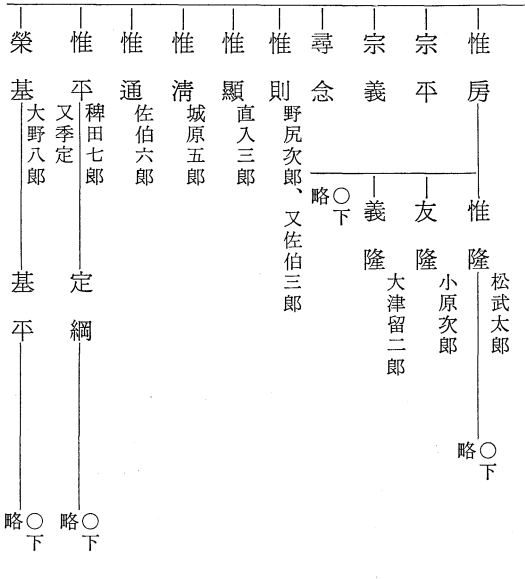 惟房
惟隆
松武太郎
○下略
宗平
友隆
小原次郎
宗義
義隆
大津留二郎
尋念
○下略
惟則
野尻次郎、又佐伯三郎
惟顯
直入三郎
惟淸
城原五郎
惟通
佐伯六郎
惟平
稗田七郎
又季定
定綱
○下略
榮基
大野八郎
基平
○下略